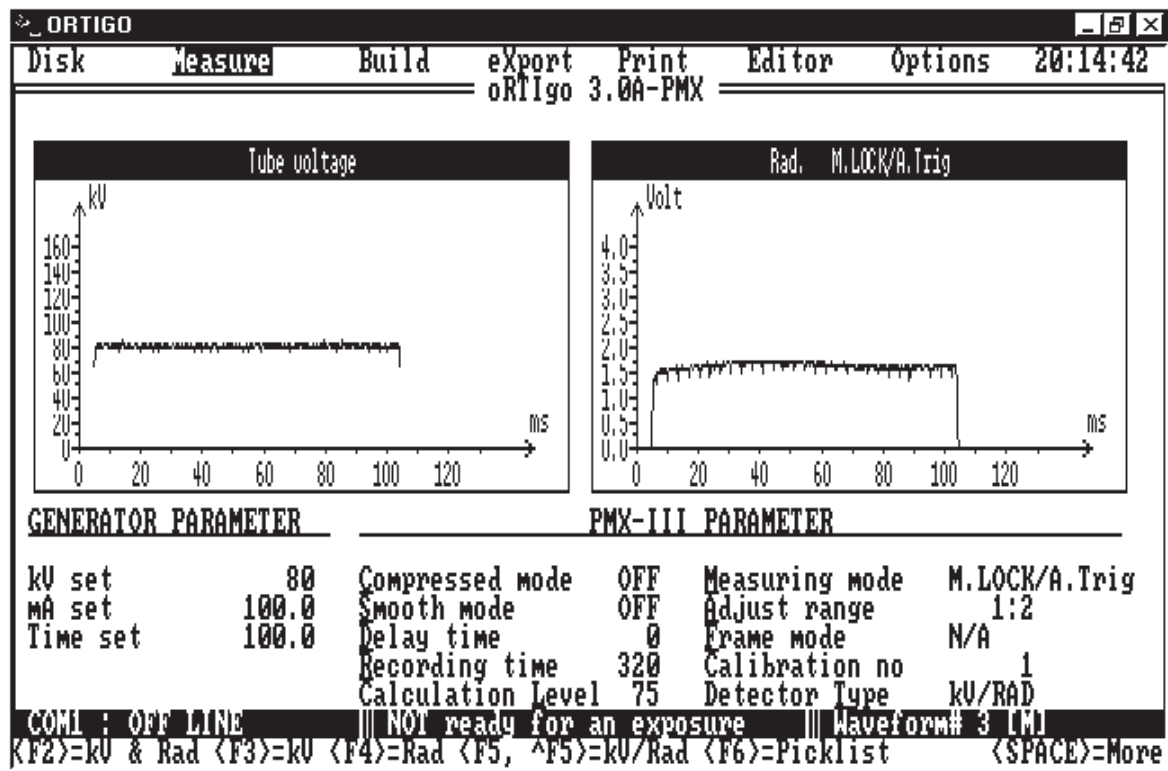 ORTIGO
Disk Measure Build eXport Print Editor Options 20:14:42
oRTIgo 3.0A-PMX
Tube voltage
kV
160
140
120
100
80
60
40
20
0
0 20 40 60 80 100 120
ms
Rad. M.LOCK/A.Trig
Volt
4.0
3.5
3.0
2.5
2.0
1.5
1.0
0.5
0.0
0 20 40 60 80 100 120
ms
GENERATOR PARAMETER
kV set 80
mA set 100.0
Time set 100.0
PMX-III PARAMETER
Compressed mode OFF Measuring mode M.LOCK/A.Trig
Smooth mode OFF Adjust range 1:2
Delay time 0 Frame mode N/A
Recording time 320 Calibration no 1
Calculation Level 75 Detector Type kV/RAD
COM1 : OFF LINE ||| NOT ready for an exposure ||| Waveform# 3 [M]
<F2>=kV & Rad <F3>=kV <F4>=Rad <F5, ^F5>=kV/Rad <F6>=Picklist <SPACE>=More